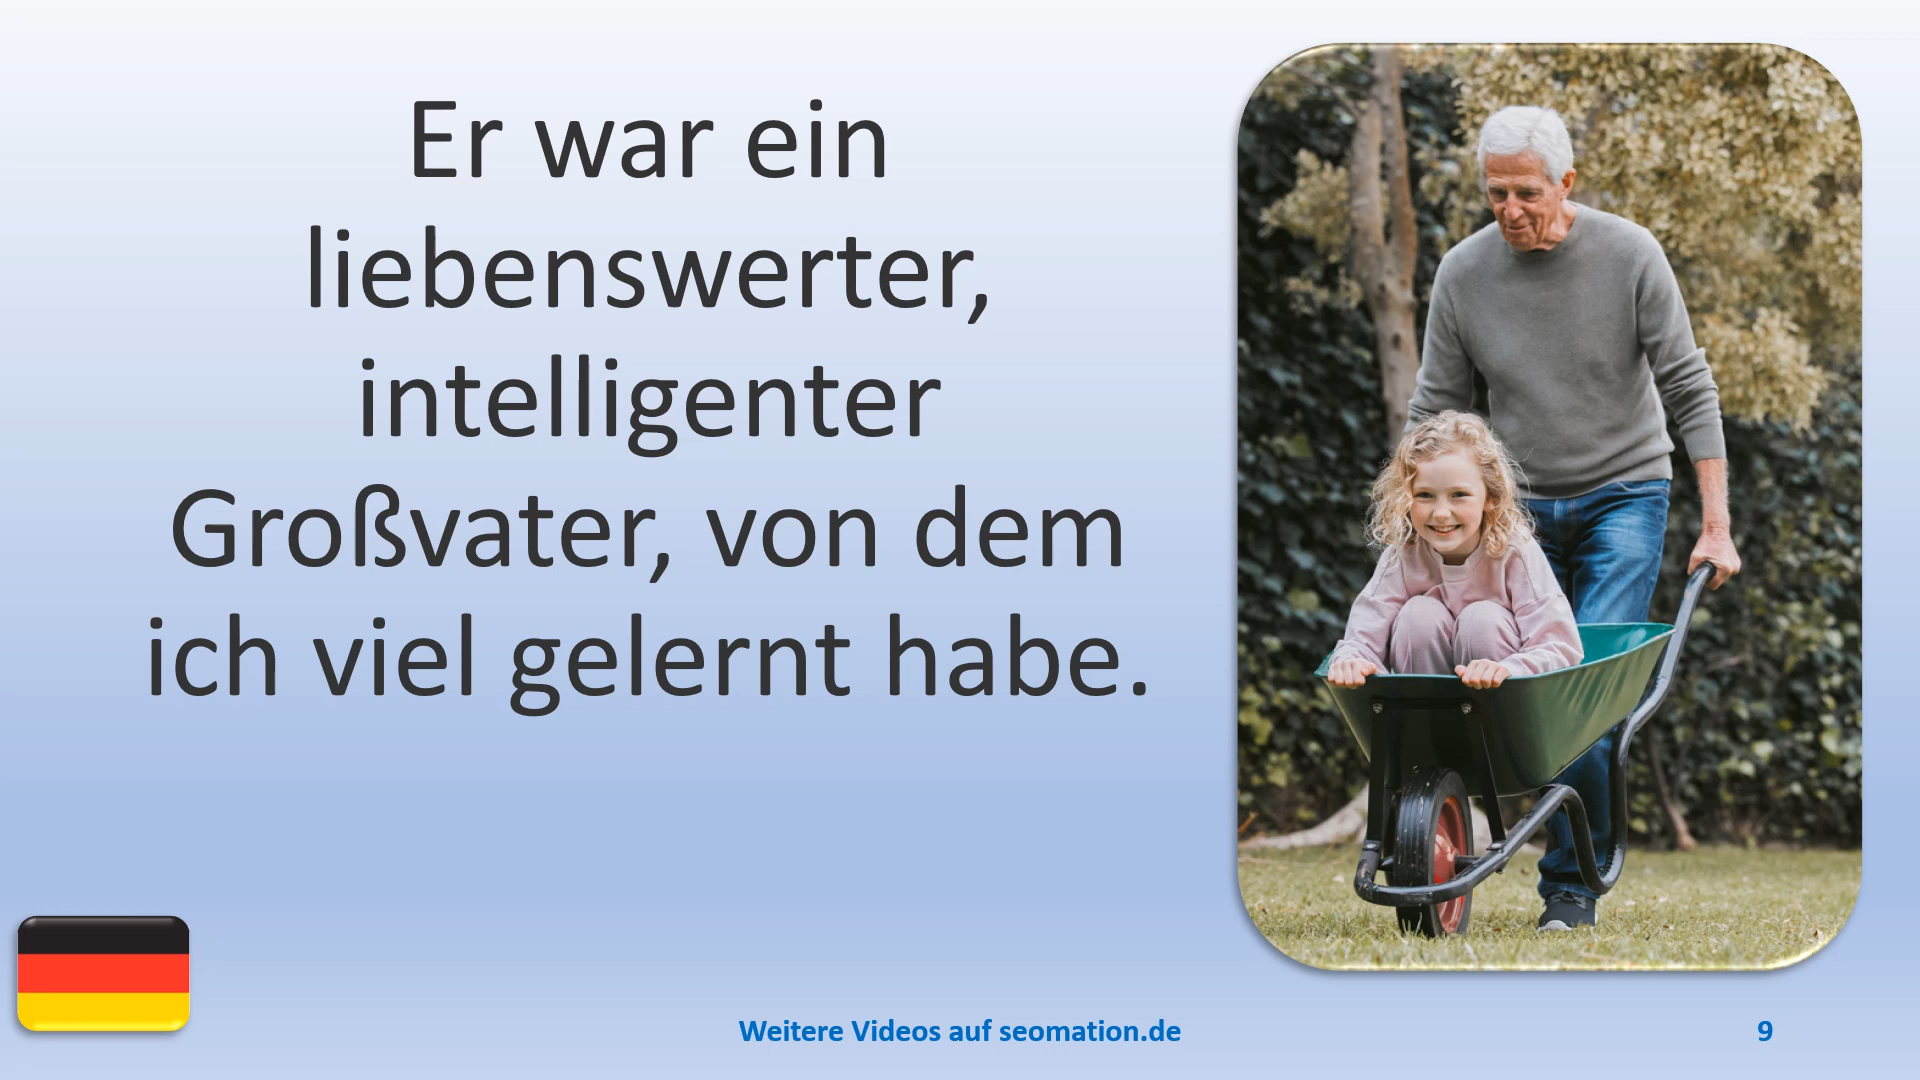 Er war ein
liebenswerter,
intelligenter
Großvater, von dem
ich viel gelernt habe.
Weitere Videos auf seomation.de
9